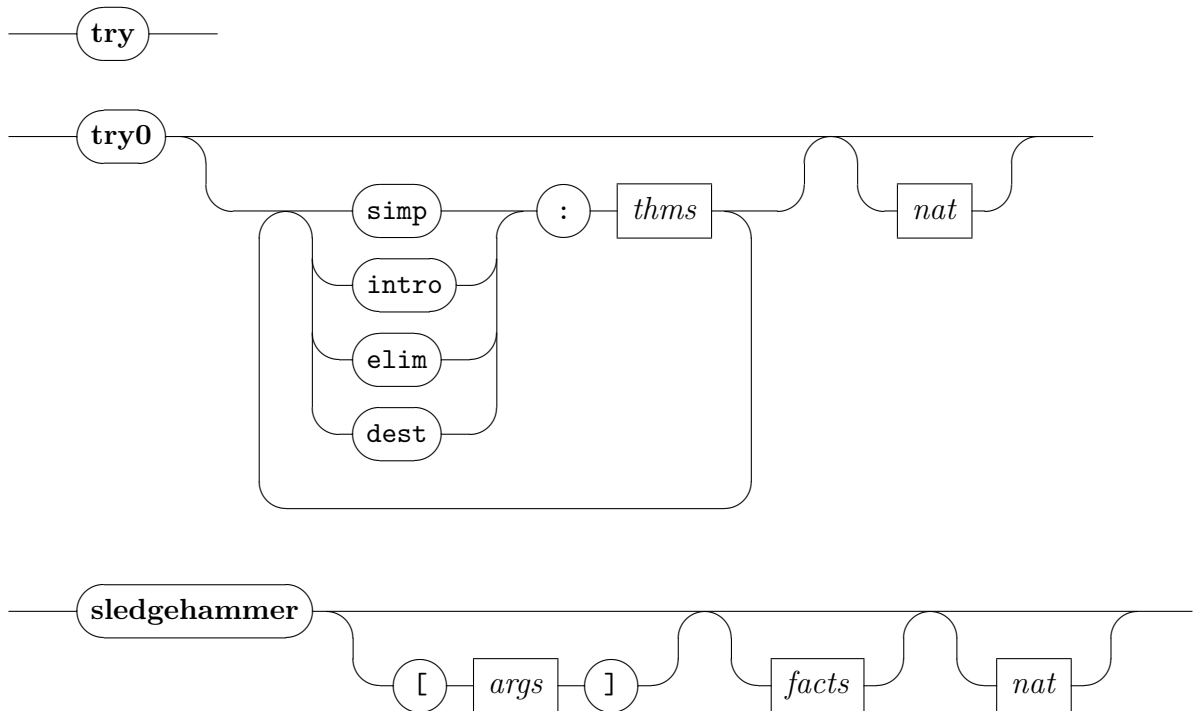 try
try0
simp : thms nat
intro
elim
dest
sledgehammer
[ args ] facts nat